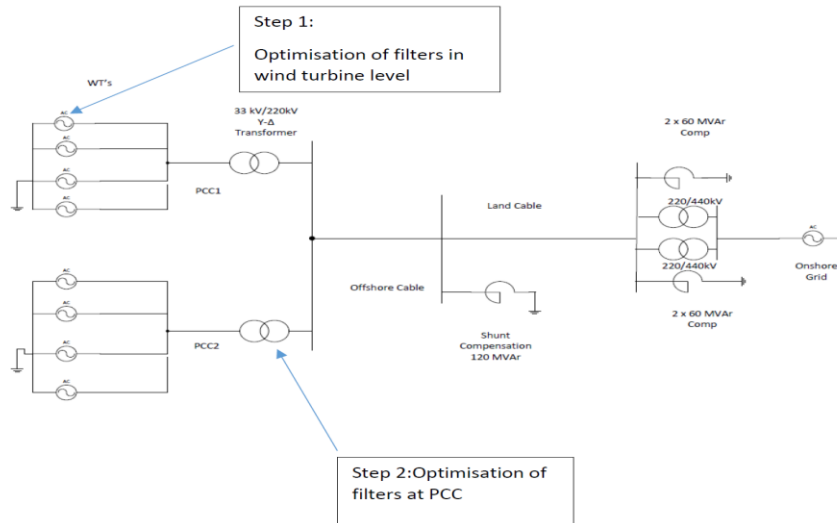 Step 1:
Optimisation of filters in
wind turbine level
WT's
AC
AC
AC
AC
33 kV/220kV
Y-Δ
Transformer
PCC1
2 x 60 MVAr
Comp
Land Cable
220/440kV
AC
220/440kV
Onshore
Grid
Offshore Cable
2 x 60 MVAr
Comp
AC
AC
AC
AC
PCC2
Shunt
Compensation
120 MVAr
Step 2:Optimisation of
filters at PCC